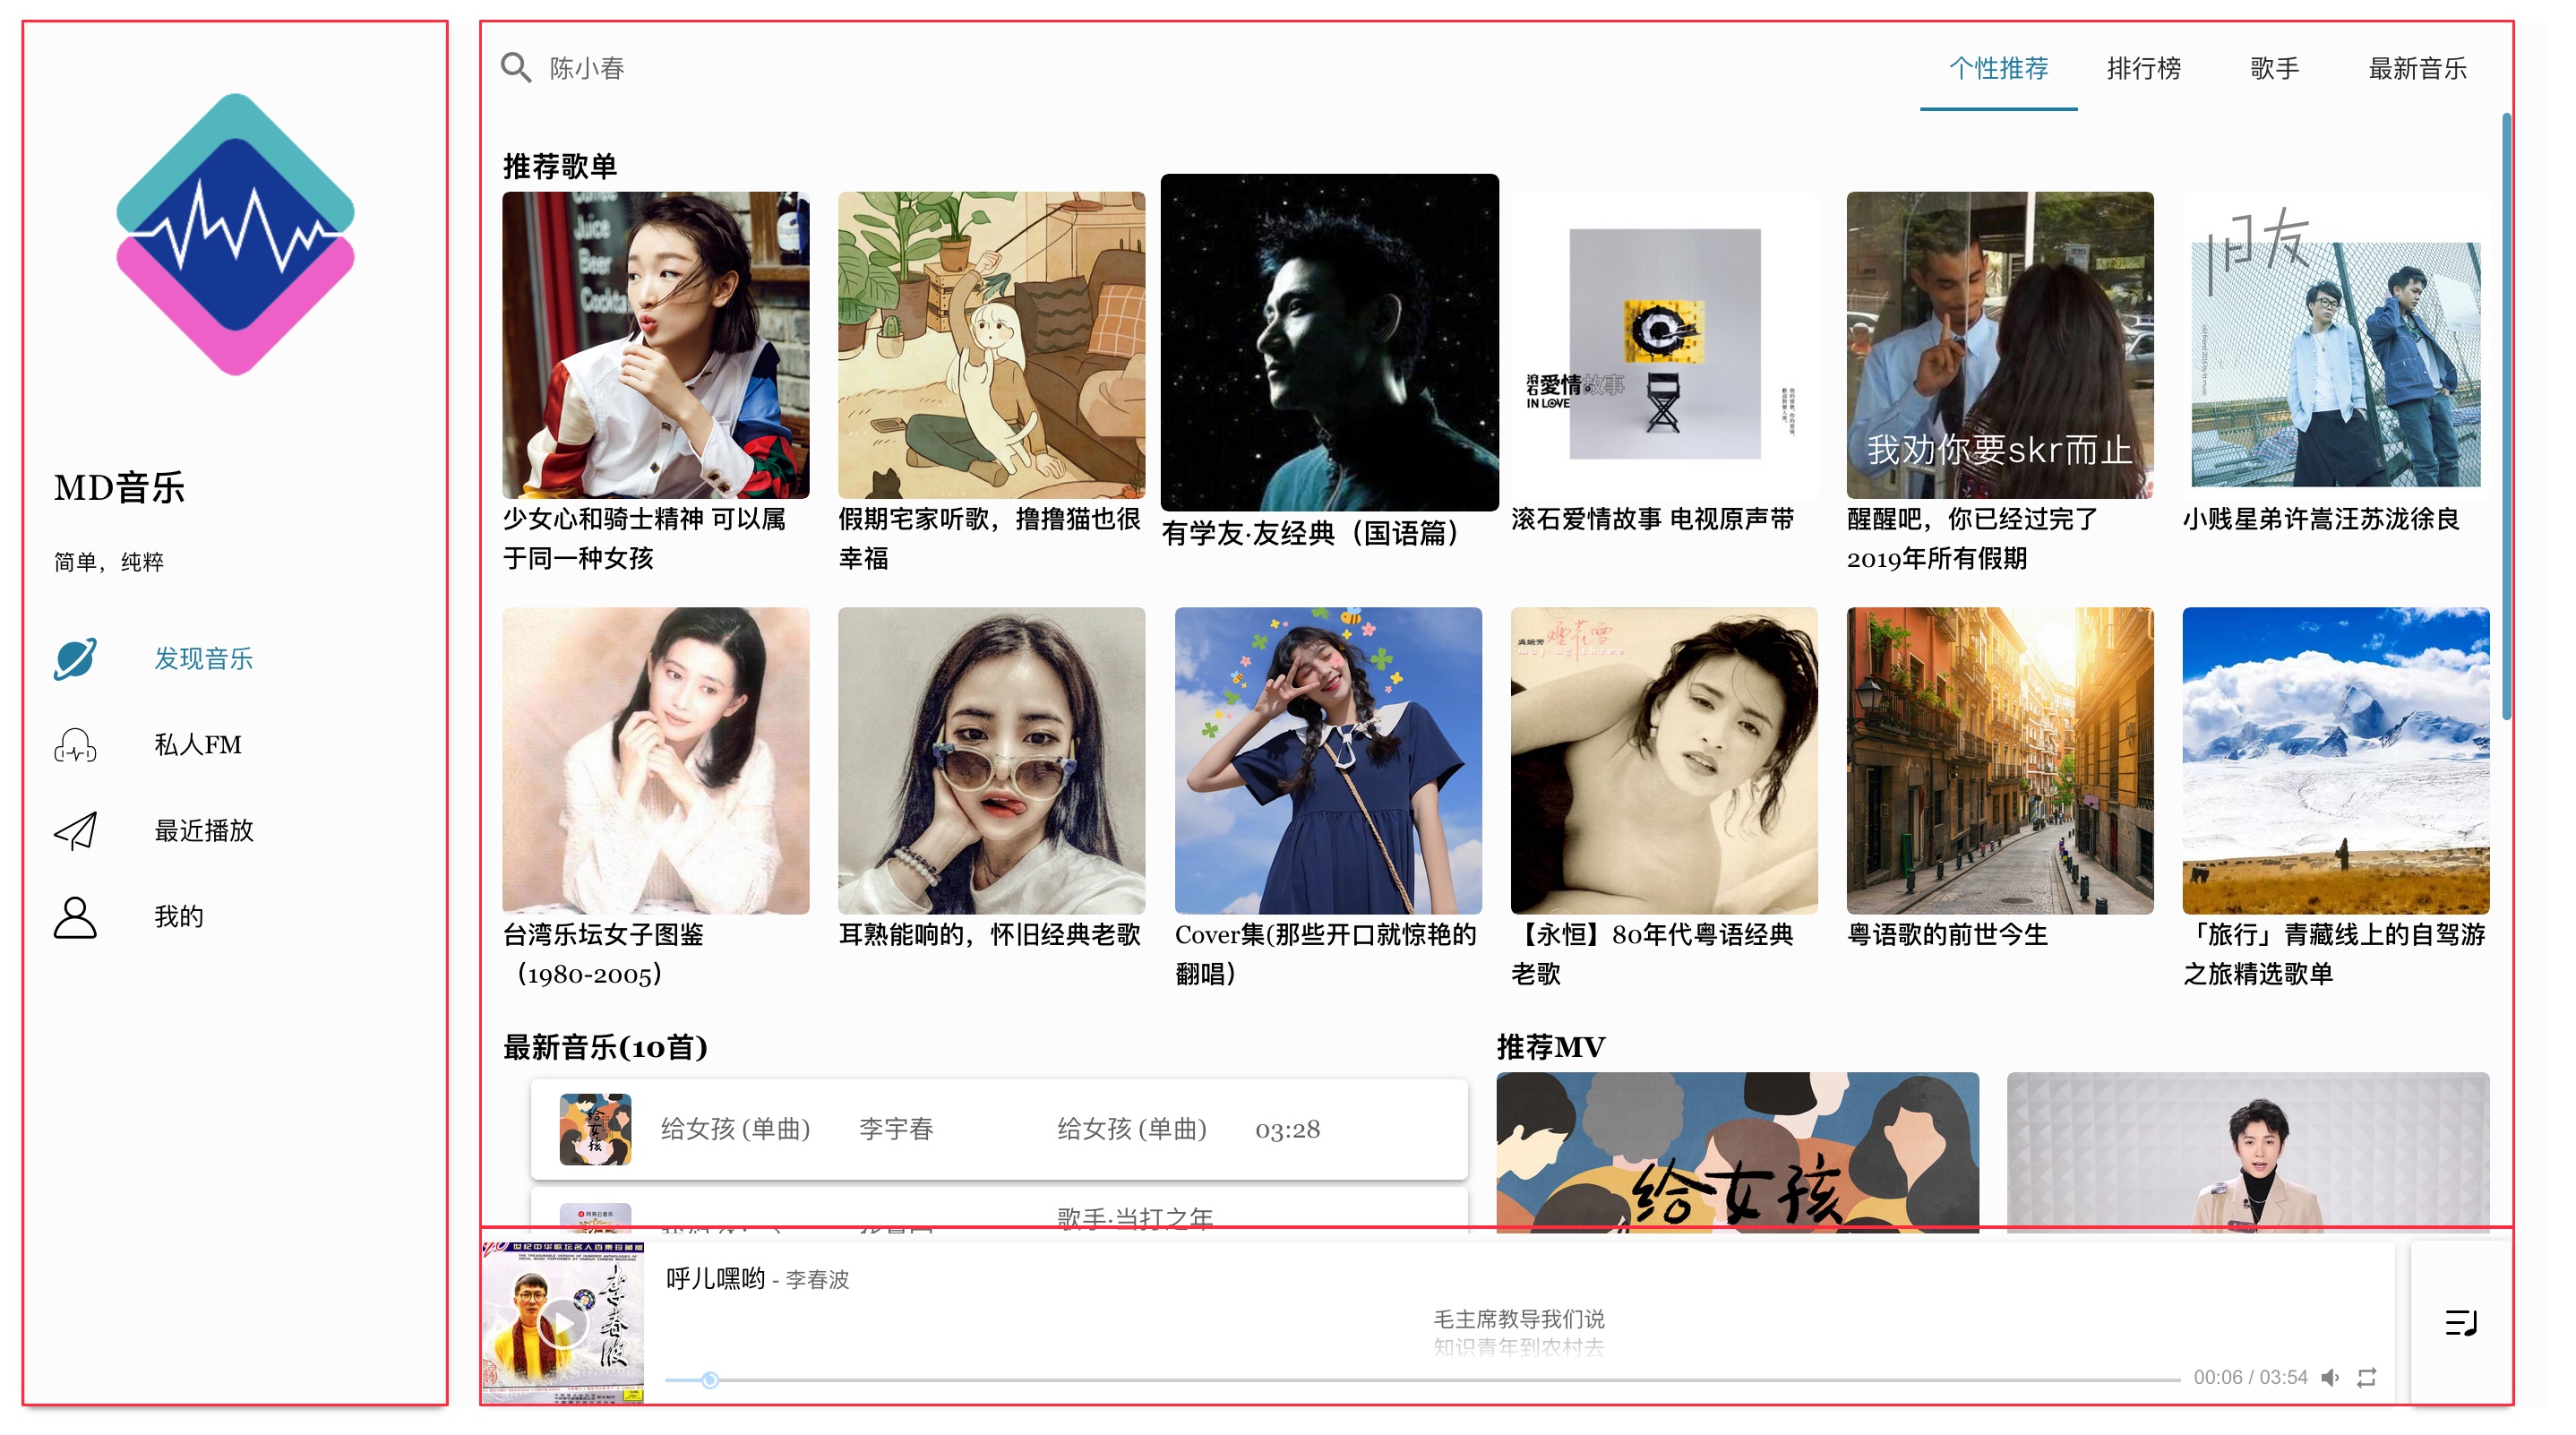 MD音乐
简单，纯粹
发现音乐
私人FM
最近播放
我的
陈小春
个性推荐 排行榜 歌手 最新音乐
推荐歌单
Juice
Beer
滚石愛情故事
IN LOVE
我劝你要skr而止
旧友
少女心和骑士精神 可以属
于同一种女孩
假期宅家听歌，撸撸猫也很
幸福
有学友·友经典（国语篇）
滚石爱情故事 电视原声带
醒醒吧，你已经过完了
2019年所有假期
小贱星弟许嵩汪苏泷徐良
台湾乐坛女子图鉴
（1980-2005）
耳熟能响的，怀旧经典老歌
Cover集(那些开口就惊艳的
翻唱）
【永恒】80年代粤语经典
老歌
粤语歌的前世今生
「旅行」青藏线上的自驾游
之旅精选歌单
最新音乐(10首)
给女孩 (单曲) 李宇春 给女孩 (单曲) 03:28
歌手·当打之年
推荐MV
给女孩
李春波
呼儿嘿哟 - 李春波
毛主席教导我们说
知识青年到农村去
00:06 / 03:54